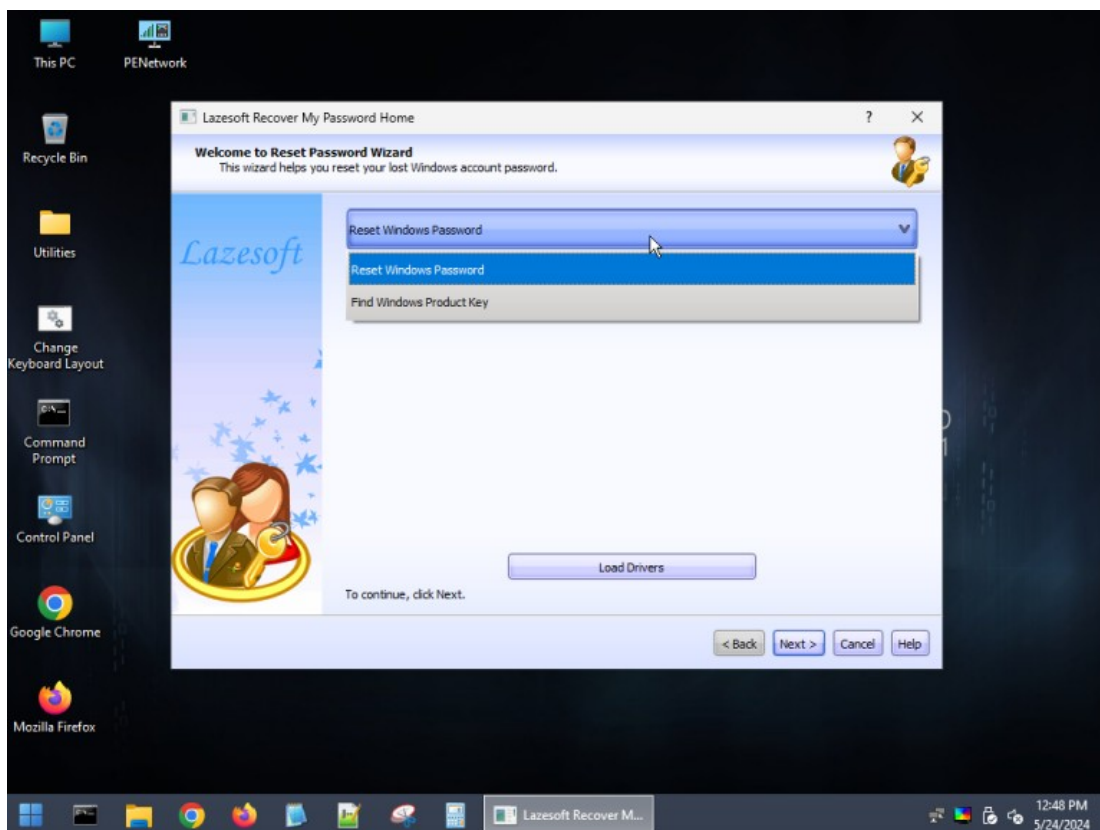 This PC
PENetwork
Recycle Bin
Utilities
Change
Keyboard Layout
Command
Prompt
Control Panel
Google Chrome
Mozilla Firefox
Lazesoft Recover My Password Home
?
Welcome to Reset Password Wizard
This wizard helps you reset your lost Windows account password.
Lazesoft
Reset Windows Password
Reset Windows Password
Find Windows Product Key
Load Drivers
To continue, click Next.
< Back
Next >
Cancel
Help
Lazesoft Recover M...
12:48 PM
5/24/2024